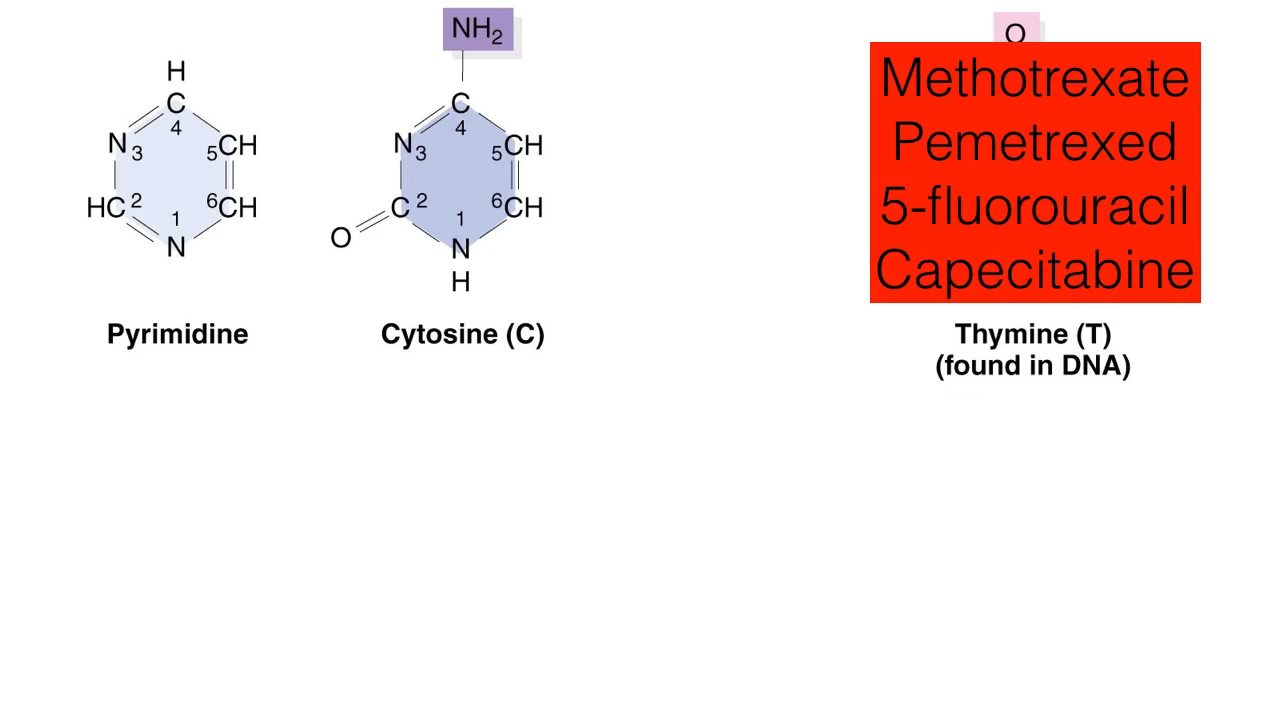 NH2
O
H
C
4
N 3
5 CH
HC 2
1
6 CH
N
Pyrimidine
C
4
N 3
5 CH
C 2
1
6 CH
O
N
H
Cytosine (C)
Methotrexate
Pemetrexed
5-fluorouracil
Capecitabine
Thymine (T)
(found in DNA)